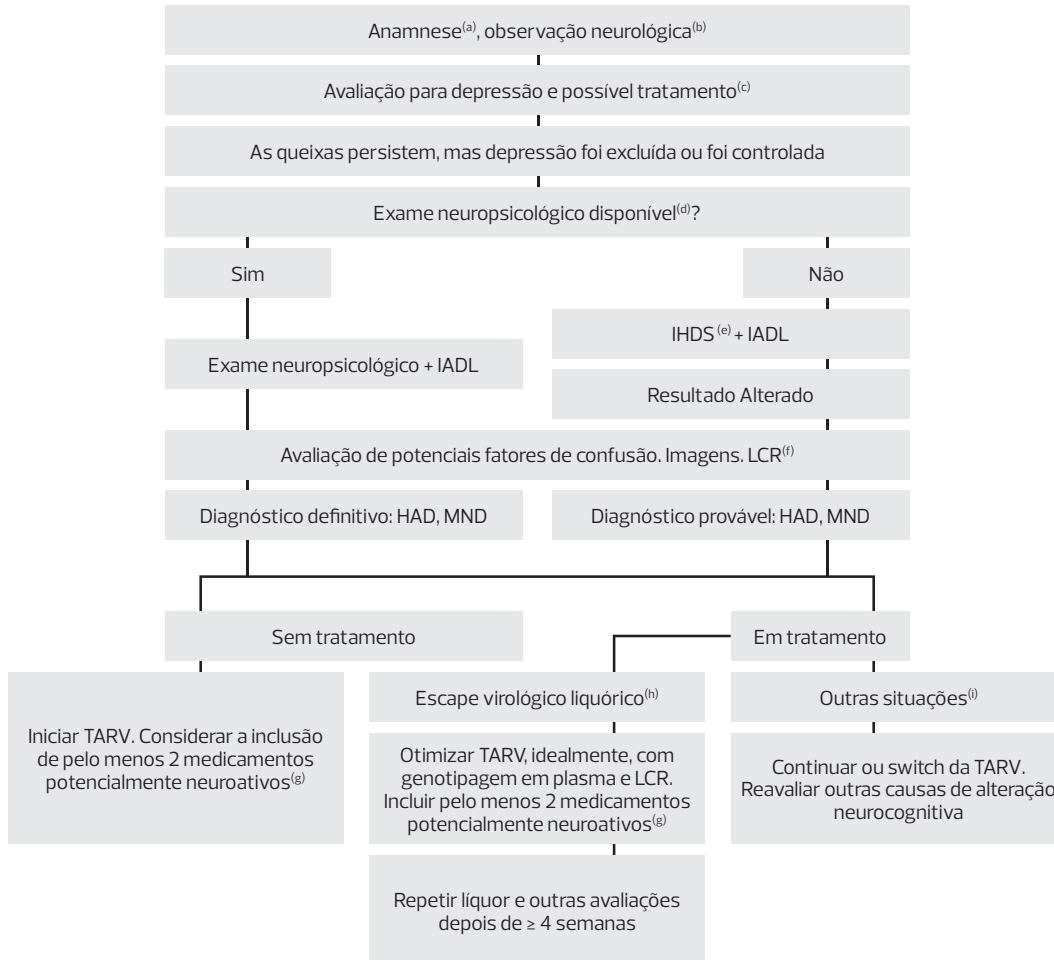 Anamnese(a), observação neurológica(b)
Avaliação para depressão e possível tratamento(c)
As queixas persistem, mas depressão foi excluída ou foi controlada
Exame neuropsicológico disponível(d)?
Sim
Não
Exame neuropsicológico + IADL
IHDS (e) + IADL
Resultado Alterado
Avaliação de potenciais fatores de confusão. Imagens. LCR(f)
Diagnóstico definitivo: HAD, MND
Diagnóstico provável: HAD, MND
Sem tratamento
Em tratamento
Iniciar TARV. Considerar a inclusão
de pelo menos 2 medicamentos
potencialmente neuroativos(g)
Escape virológico liquórico(h)
Otimizar TARV, idealmente, com
genotipagem em plasma e LCR.
Incluir pelo menos 2 medicamentos
potencialmente neuroativos(g)
Repetir líquor e outras avaliações
depois de ≥ 4 semanas
Outras situações(i)
Continuar ou switch da TARV.
Reavaliar outras causas de alteração
neurocognitiva